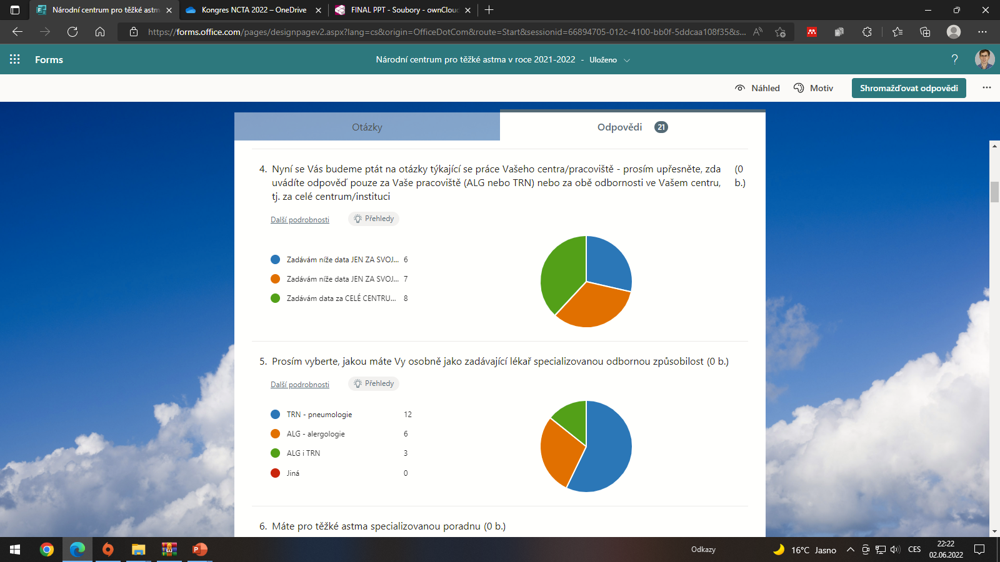 Národní centrum pro těžké astm
Kongres NCTA 2022 – OneDrive
FINAL PPT - Soubory - ownCloud
https://forms.office.com/pages/designpagev2.aspx?lang=cs&origin=OfficeDotCom&route=Start&sessionid=66894705-012c-4100-bb0f-5ddcaa108f35&s...
Forms
Národní centrum pro těžké astma v roce 2021-2022 - Uloženo
?
Náhled
Motiv
Shromažďovat odpovědi
Otázky
Odpovědi 21
4. Nyní se Vás budeme ptát na otázky týkající se práce Vašeho centra/pracoviště - prosím upřesněte, zda (0
uvádíte odpověď pouze za Vaše pracoviště (ALG nebo TRN) nebo za obě odbornosti ve Vašem centru, b.)
tj. za celé centrum/instituci
Další podrobnosti
Přehledy
Zadávám níže data JEN ZA SVOJ... 6
Zadávám níže data JEN ZA SVOJ... 7
Zadávám data za CELÉ CENTRU... 8
5. Prosím vyberte, jakou máte Vy osobně jako zadávající lékař specializovanou odbornou způsobilost (0 b.)
Další podrobnosti
Přehledy
TRN - pneumologie 12
ALG - alergologie 6
ALG i TRN 3
Jiná 0
6. Máte pro těžké astma specializovanou poradnu (0 b.)
Odkazy
16°C Jasno
CES
22:22
02.06.2022